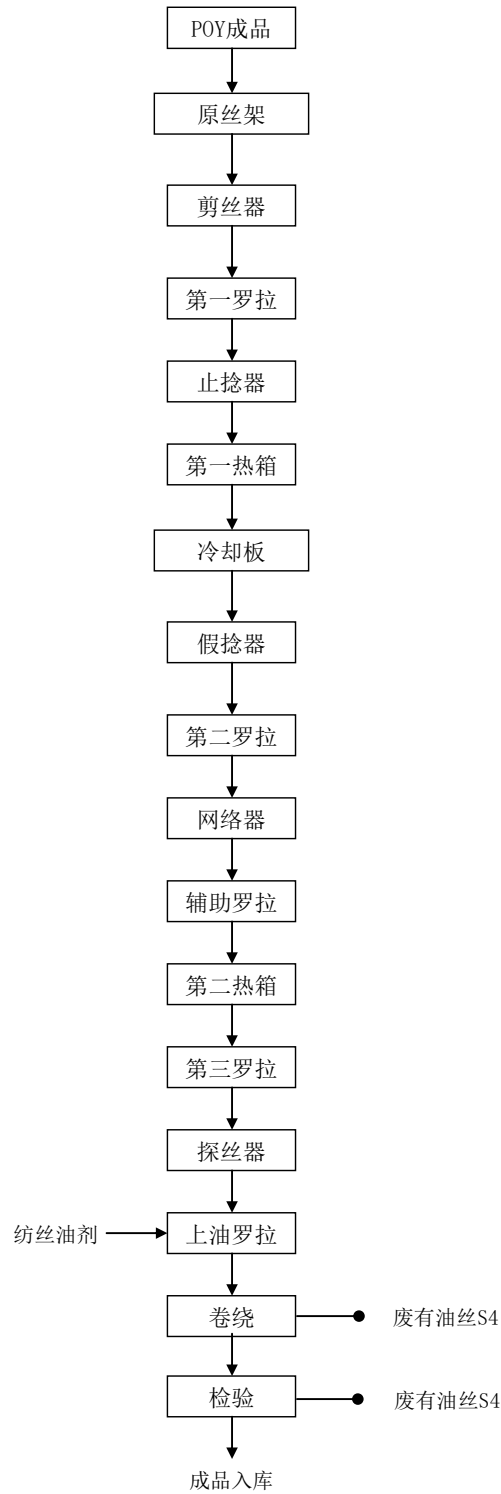 POY成品
原丝架
剪丝器
第一罗拉
止捻器
第一热箱
冷却板
假捻器
第二罗拉
网络器
辅助罗拉
第二热箱
第三罗拉
探丝器
纺丝油剂
上油罗拉
卷绕
废有油丝S4
检验
废有油丝S4
成品入库